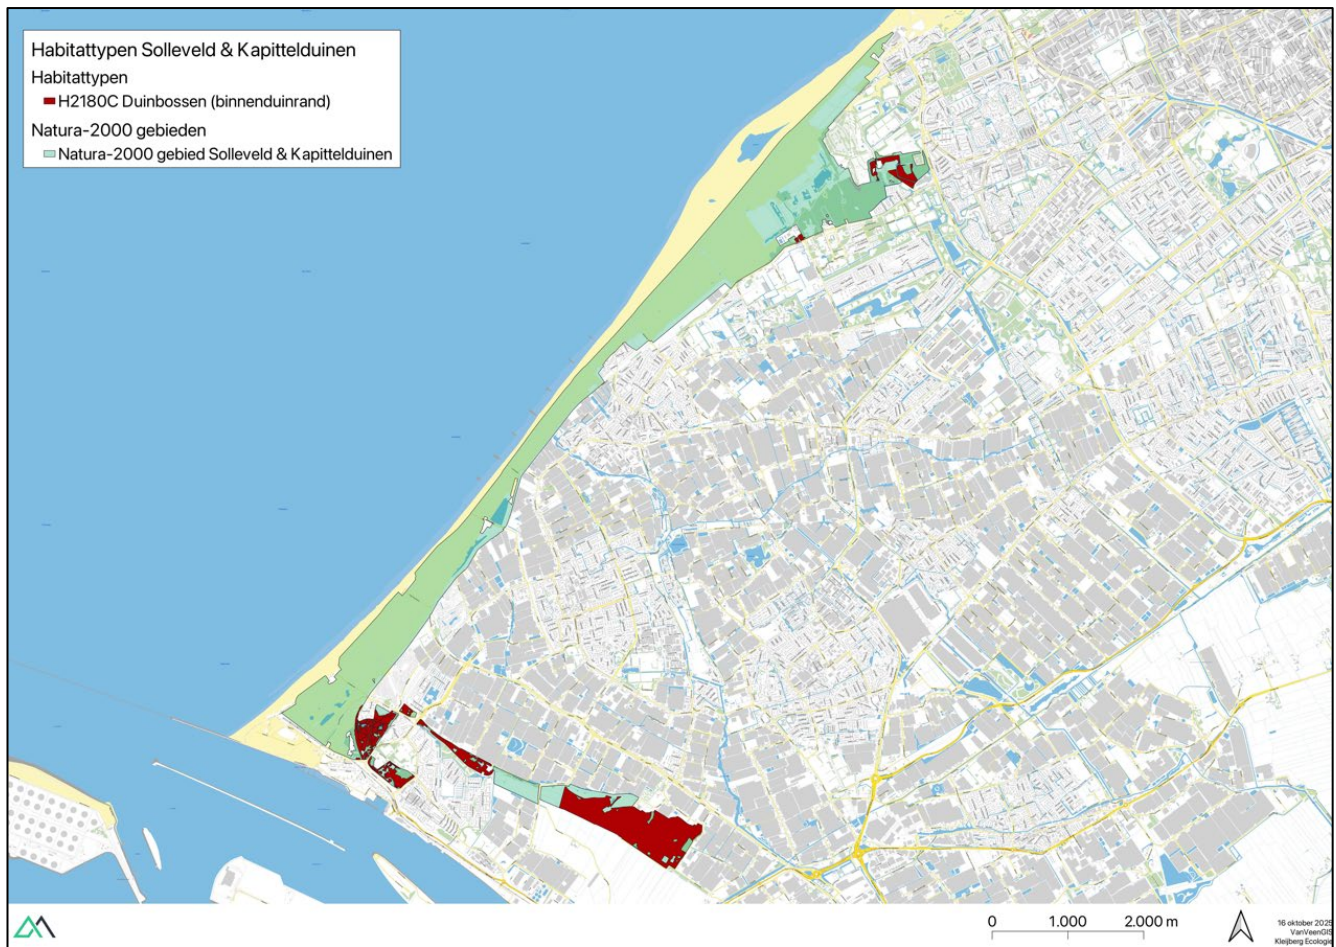 Habitattypen Solleveld & Kapittelduinen
Habitattypen
H2180C Duinbossen (binnenduinrand)
Natura-2000 gebieden
Natura-2000 gebied Solleveld & Kapittelduinen
0 1.000 2.000 m
16 oktober 2025
VanVeenGIS
Kleijberg Ecologie